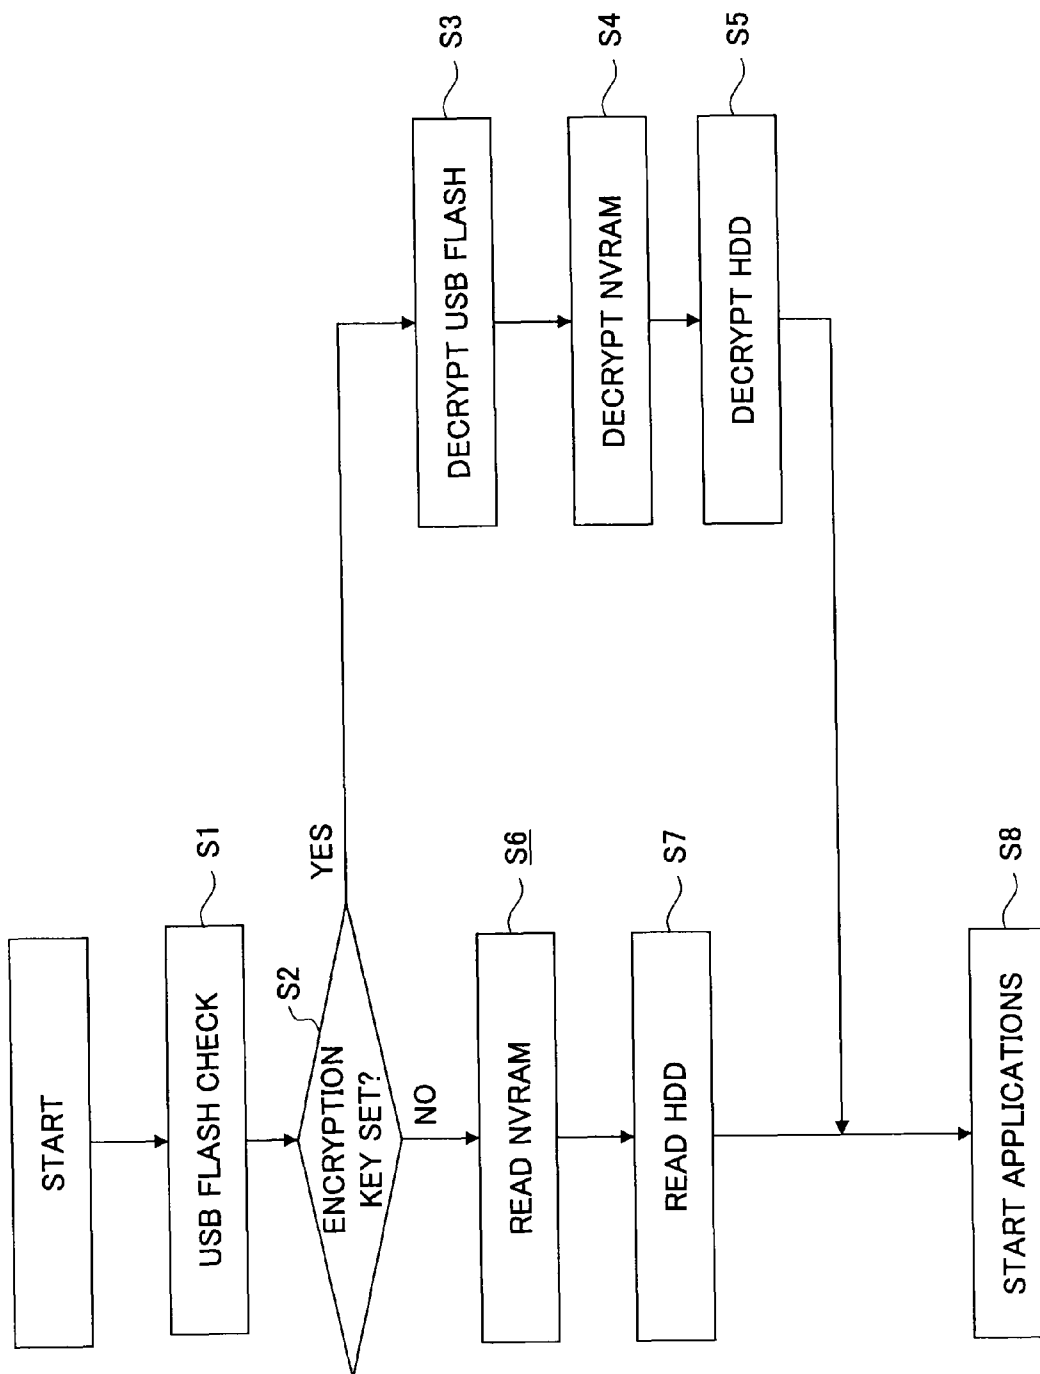 START
USB FLASH CHECK
S1
S2
ENCRYPTION
KEY SET?
YES
NO
DECRYPT USB FLASH
S3
DECRYPT NVRAM
S4
DECRYPT HDD
S5
READ NVRAM
S6
READ HDD
S7
START APPLICATIONS
S8